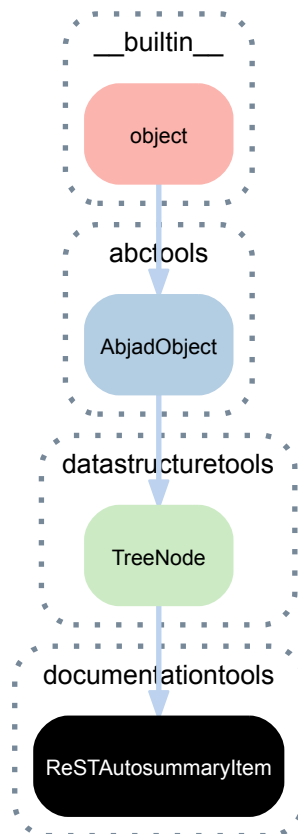 __builtin__
object
abctools
AbjadObject
datastructuretools
TreeNode
documentationtools
ReSTAutosummaryItem